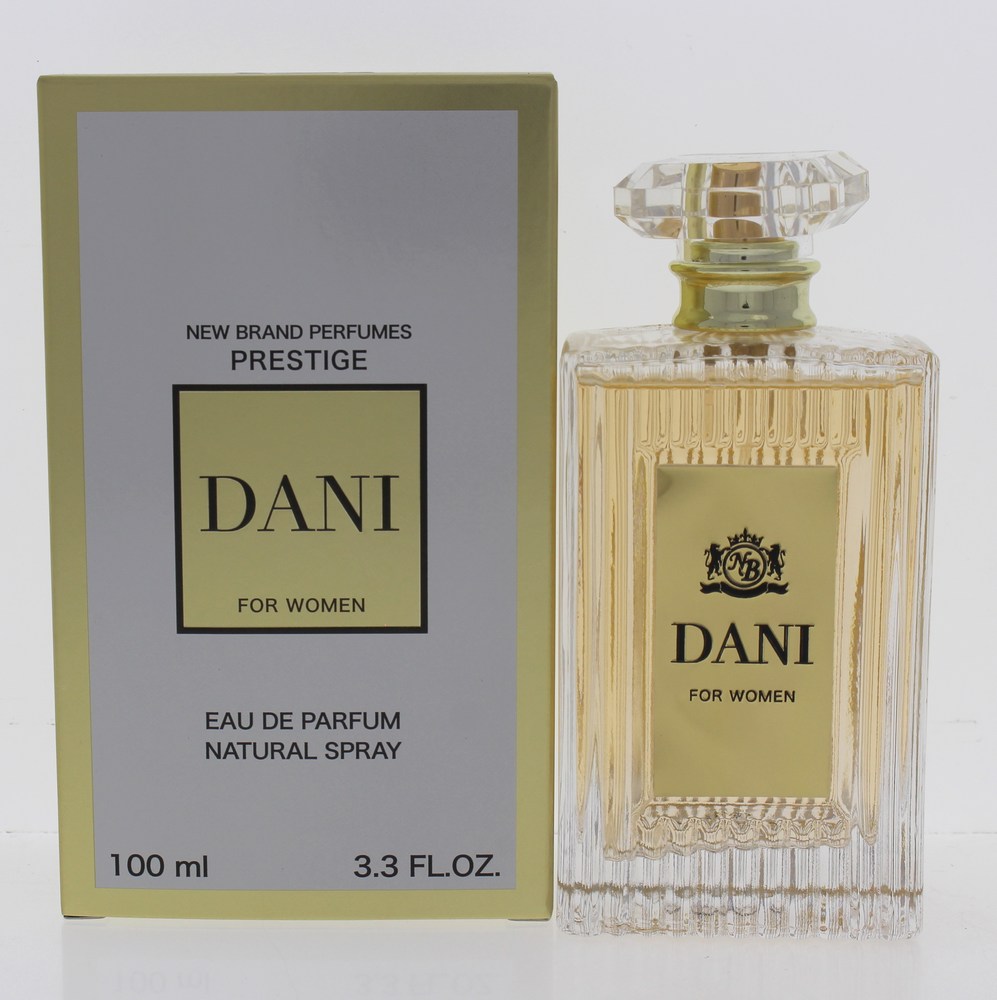 NEW BRAND PERFUMES
PRESTIGE
DANI
FOR WOMEN
EAU DE PARFUM
NATURAL SPRAY
100 ml 3.3 FL.OZ.
NB
DANI
FOR WOMEN